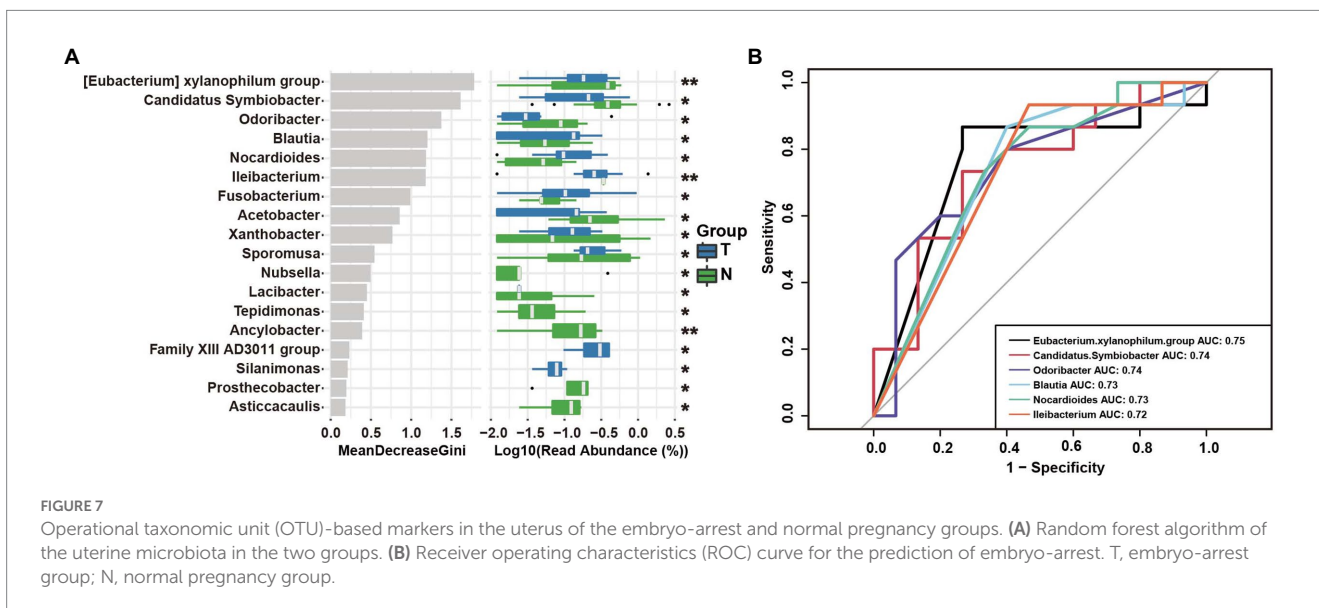 A
[Eubacterium] xylanophilum group
Candidatus Symbiobacter
Odoribacter
Blautia
Nocardioides
Ileibacterium
Fusobacterium
Acetobacter
Xanthobacter
Sporomusa
Nubsella
Lacibacter
Tepidimonas
Ancylobacter
Family XIII AD3011 group
Silanimonas
Prosthecobacter
Asticcacaulis
0.0 0.5 1.0 1.5
MeanDecreaseGini
−2.0 −1.5 −1.0 −0.5 0.0 0.5
Log10(Read Abundance (%))
**
*
*
*
*
**
*
*
*
*
*
*
*
**
*
*
*
*
Group
T
N
B
Sensitivity
1.0
0.8
0.6
0.4
0.2
0.0
0.0 0.2 0.4 0.6 0.8 1.0
1 − Specificity
Eubacterium.xylanophilum.group AUC: 0.75
Candidatus.Symbiobacter AUC: 0.74
Odoribacter AUC: 0.74
Blautia AUC: 0.73
Nocardioides AUC: 0.73
Ileibacterium AUC: 0.72
FIGURE 7
Operational taxonomic unit (OTU)-based markers in the uterus of the embryo-arrest and normal pregnancy groups. (A) Random forest algorithm of
the uterine microbiota in the two groups. (B) Receiver operating characteristics (ROC) curve for the prediction of embryo-arrest. T, embryo-arrest
group; N, normal pregnancy group.